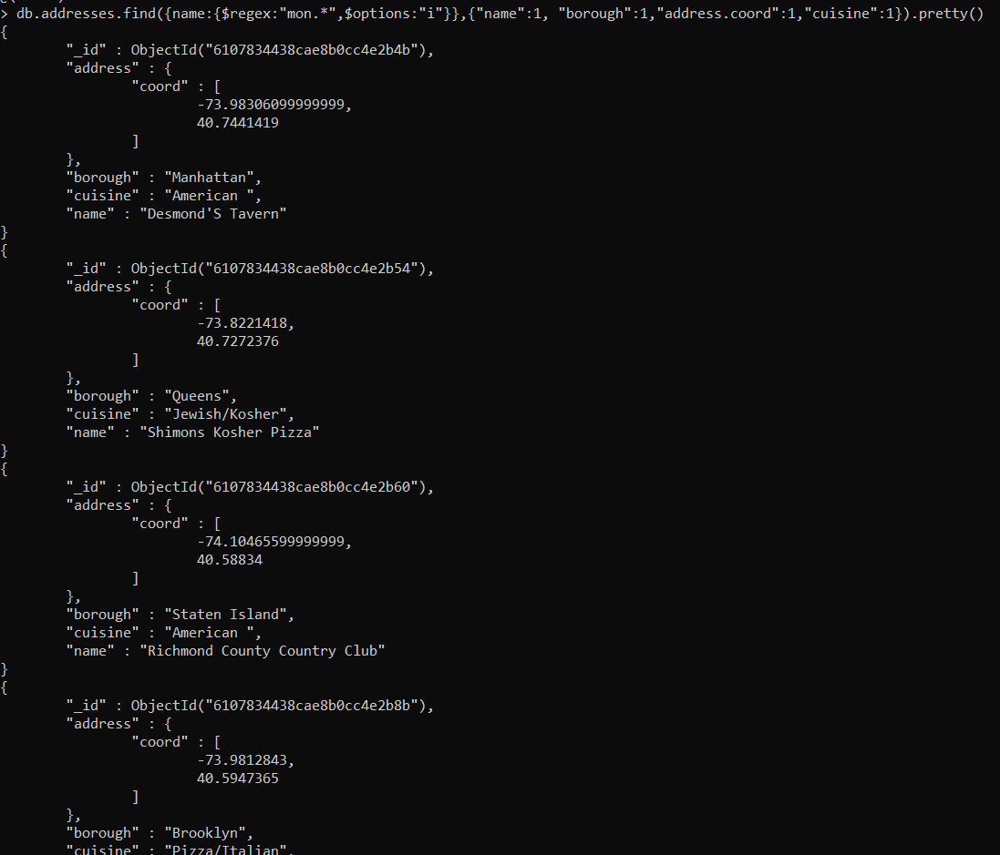 > db.addresses.find({name:{$regex:"mon.*",$options:"i"}},{"name":1, "borough":1,"address.coord":1,"cuisine":1}).pretty()
{
        "_id" : ObjectId("6107834438cae8b0cc4e2b4b"),
        "address" : {
                "coord" : [
                        -73.98306099999999,
                        40.7441419
                ]
        },
        "borough" : "Manhattan",
        "cuisine" : "American ",
        "name" : "Desmond'S Tavern"
}
{
        "_id" : ObjectId("6107834438cae8b0cc4e2b54"),
        "address" : {
                "coord" : [
                        -73.8221418,
                        40.7272376
                ]
        },
        "borough" : "Queens",
        "cuisine" : "Jewish/Kosher",
        "name" : "Shimons Kosher Pizza"
}
{
        "_id" : ObjectId("6107834438cae8b0cc4e2b60"),
        "address" : {
                "coord" : [
                        -74.10465599999999,
                        40.58834
                ]
        },
        "borough" : "Staten Island",
        "cuisine" : "American ",
        "name" : "Richmond County Country Club"
}
{
        "_id" : ObjectId("6107834438cae8b0cc4e2b8b"),
        "address" : {
                "coord" : [
                        -73.9812843,
                        40.5947365
                ]
        },
        "borough" : "Brooklyn",
        "cuisine" : "Pizza/Italian",